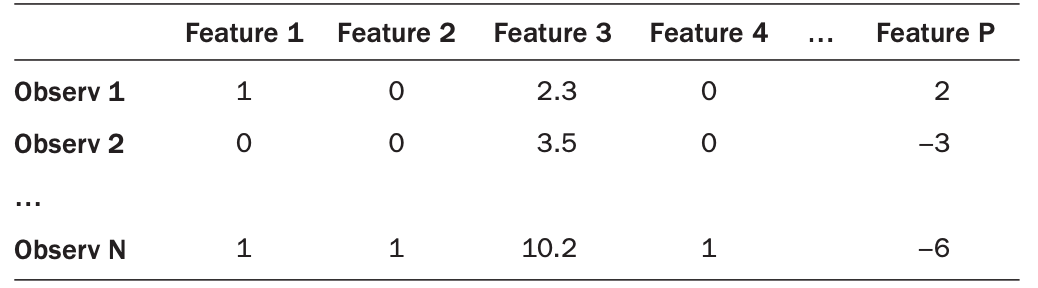 Feature 1 Feature 2 Feature 3 Feature 4 ... Feature P
Observ 1 1 0 2.3 0 2
Observ 2 0 0 3.5 0 –3
...
Observ N 1 1 10.2 1 –6